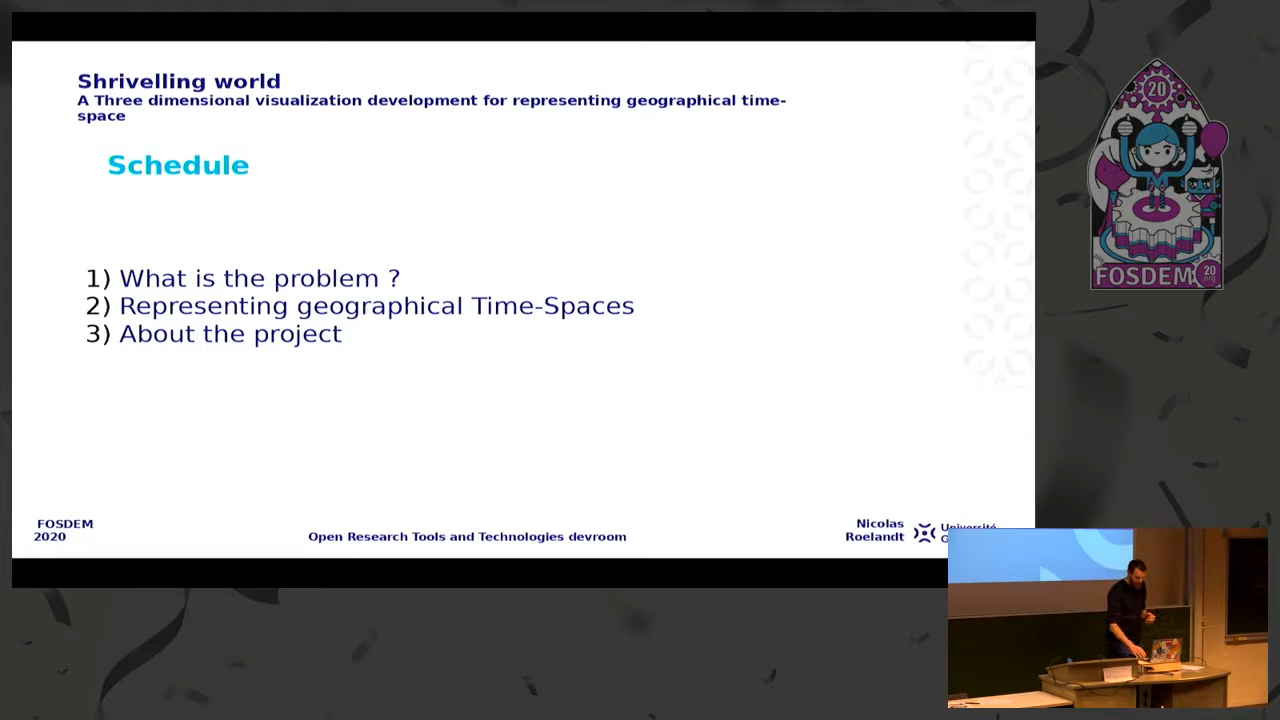 Shrivelling world
A Three dimensional visualization development for representing geographical time-
space
Schedule
1) What is the problem ?
2) Representing geographical Time-Spaces
3) About the project
FOSDEM
2020
Open Research Tools and Technologies devroom
Nicolas
Roelandt
Université
20
FOSDEM
20
.org